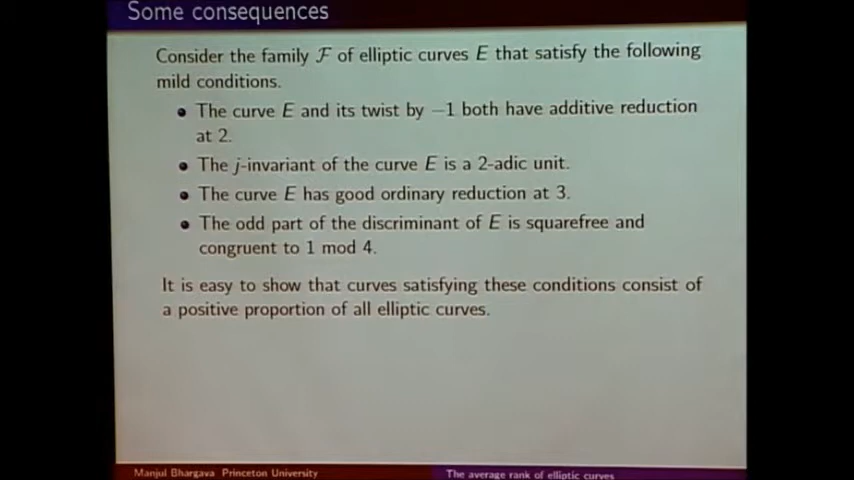 Some consequences
Consider the family F of elliptic curves E that satisfy the following
mild conditions.
• The curve E and its twist by −1 both have additive reduction
at 2.
• The j-invariant of the curve E is a 2-adic unit.
• The curve E has good ordinary reduction at 3.
• The odd part of the discriminant of E is squarefree and
congruent to 1 mod 4.
It is easy to show that curves satisfying these conditions consist of
a positive proportion of all elliptic curves.
Manjul Bhargava Princeton University
The average rank of elliptic curves